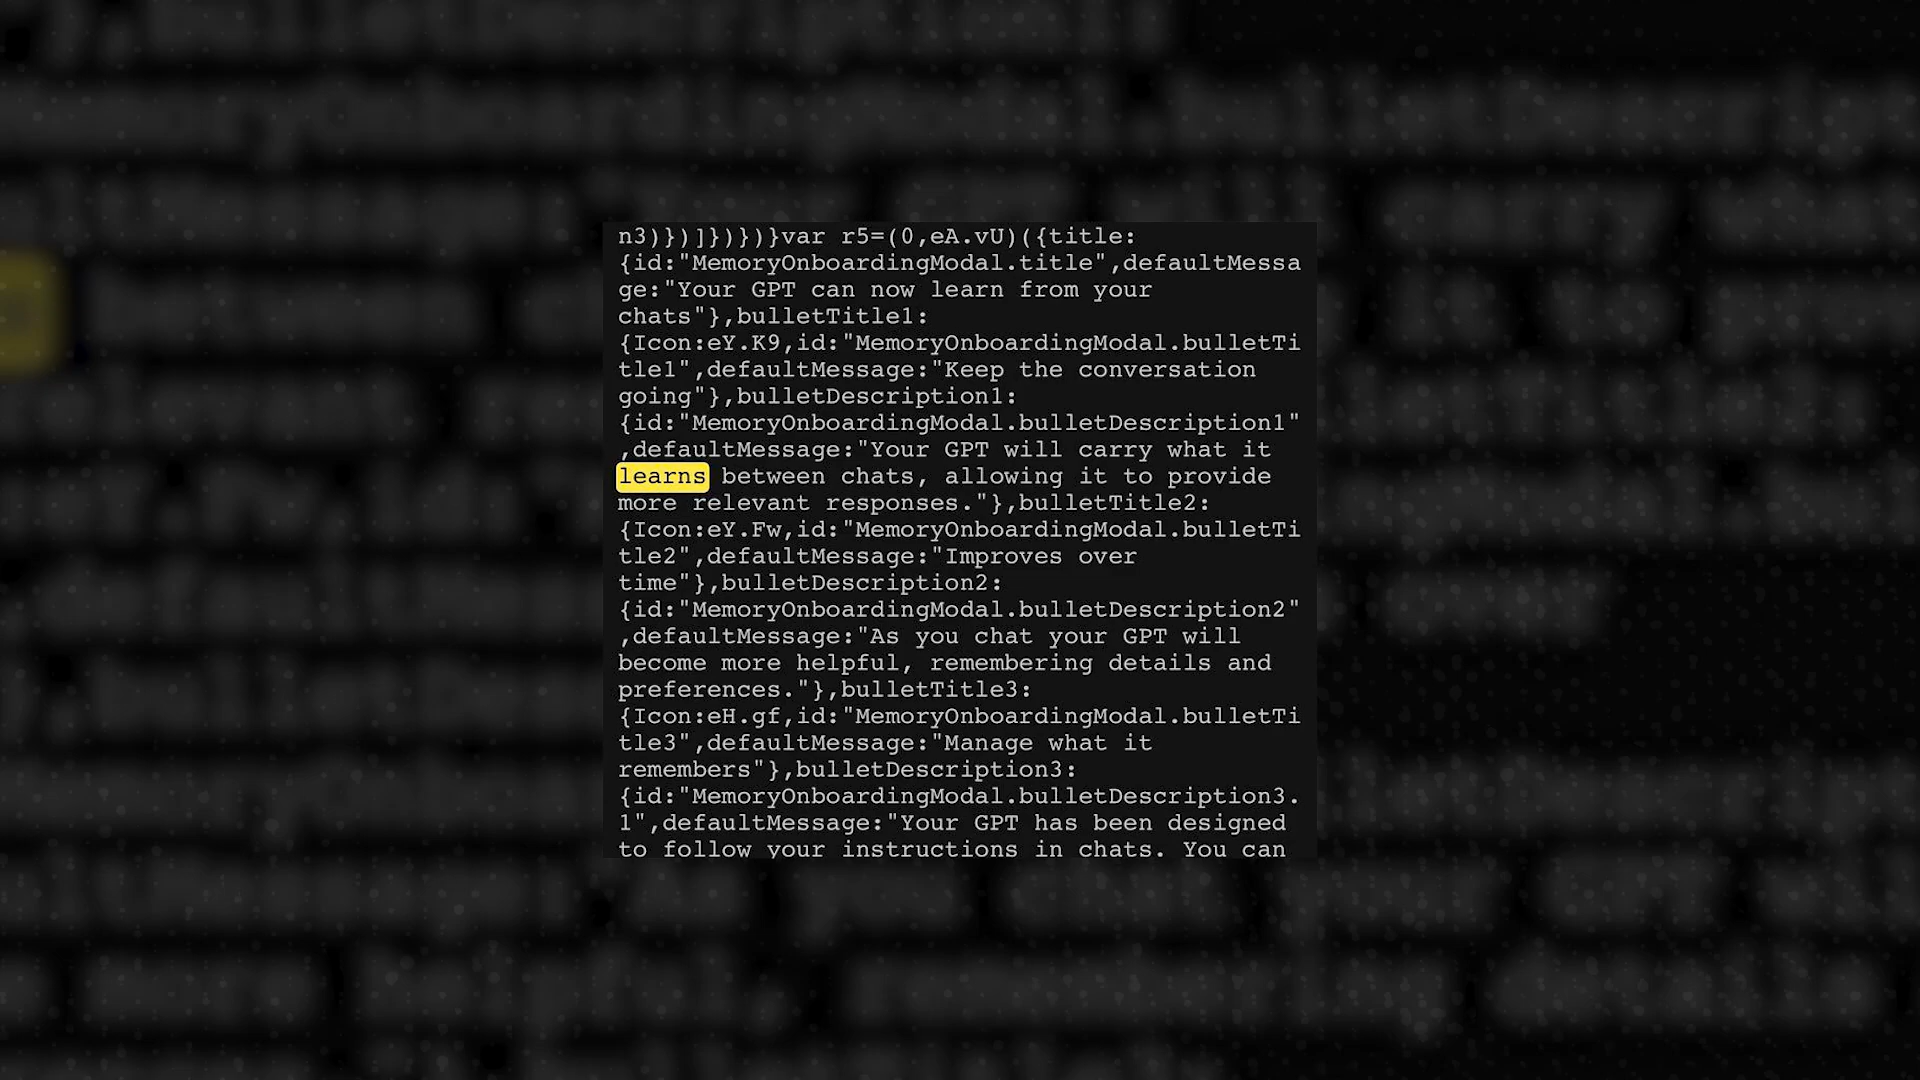 n3)})]})})}var r5=(0,eA.vU)({title:
{id:"MemoryOnboardingModal.title",defaultMessa
ge:"Your GPT can now learn from your
chats"},bulletTitle1:
{Icon:eY.K9,id:"MemoryOnboardingModal.bulletTi
tle1",defaultMessage:"Keep the conversation
going"},bulletDescription1:
{id:"MemoryOnboardingModal.bulletDescription1"
,defaultMessage:"Your GPT will carry what it
learns between chats, allowing it to provide
more relevant responses."},bulletTitle2:
{Icon:eY.Fw,id:"MemoryOnboardingModal.bulletTi
tle2",defaultMessage:"Improves over
time"},bulletDescription2:
{id:"MemoryOnboardingModal.bulletDescription2"
,defaultMessage:"As you chat your GPT will
become more helpful, remembering details and
preferences."},bulletTitle3:
{Icon:eH.gf,id:"MemoryOnboardingModal.bulletTi
tle3",defaultMessage:"Manage what it
remembers"},bulletDescription3:
{id:"MemoryOnboardingModal.bulletDescription3.
1",defaultMessage:"Your GPT has been designed
to follow your instructions in chats. You can